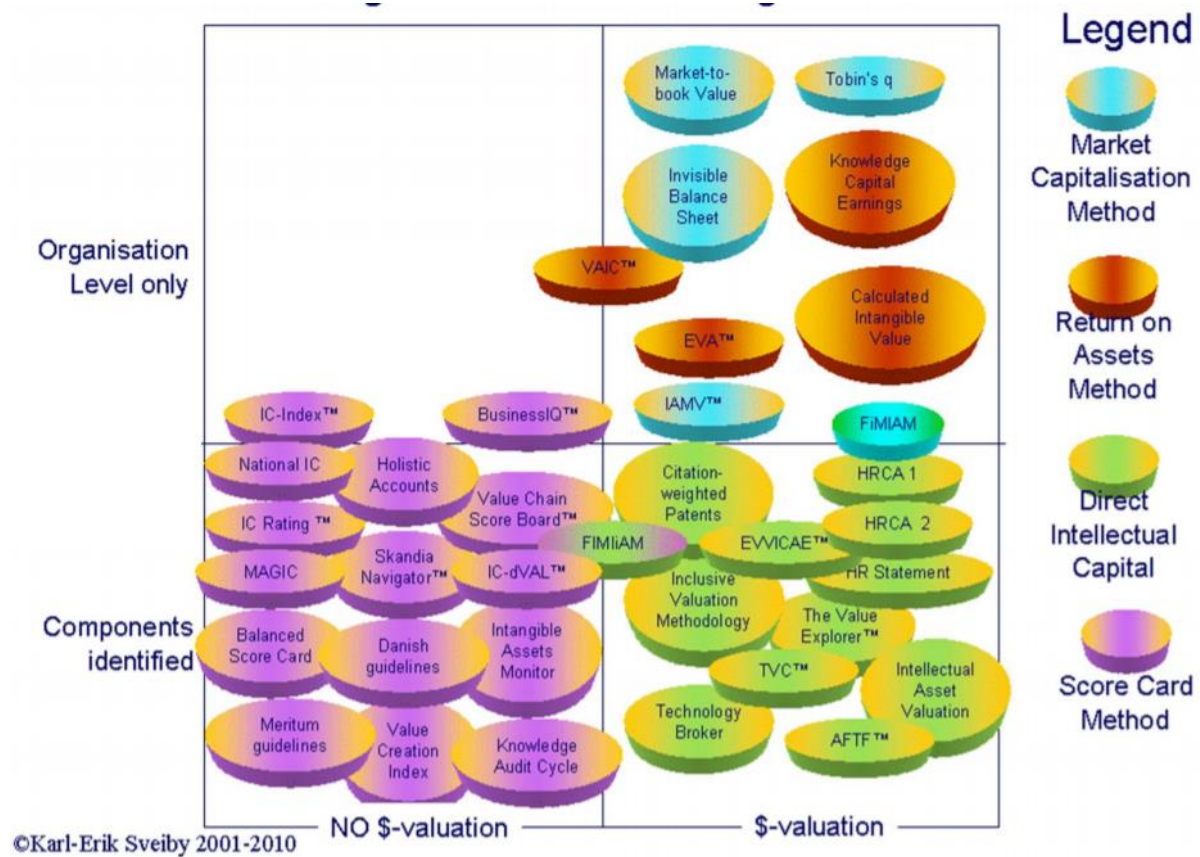 Legend
Market-to-
book Value
Tobin's q
Market
Capitalisation
Method
Invisible
Balance
Sheet
Knowledge
Capital
Earnings
Organisation
Level only
VAIC™
Calculated
Intangible
Value
Return on
Assets
Method
EVA™
IAMV™
IC-Index™
BusinessIQ™
FiMIAM
National IC
Holistic
Accounts
Citation-
weighted
Patents
HRCA 1
Value Chain
Score Board™
IC Rating ™
HRCA 2
Direct
Intellectual
Capital
FIMIiAM
EVVICAE™
MAGIC
Skandia
Navigator™
IC-dVAL™
Inclusive
Valuation
Methodology
HR Statement
Components
identified
Balanced
Score Card
Danish
guidelines
Intangible
Assets
Monitor
The Value
Explorer™
TVC™
Intellectual
Asset
Valuation
Score Card
Method
Meritum
guidelines
Value
Creation
Index
Knowledge
Audit Cycle
Technology
Broker
AFTF™
NO $-valuation
$-valuation
©Karl-Erik Sveiby 2001-2010